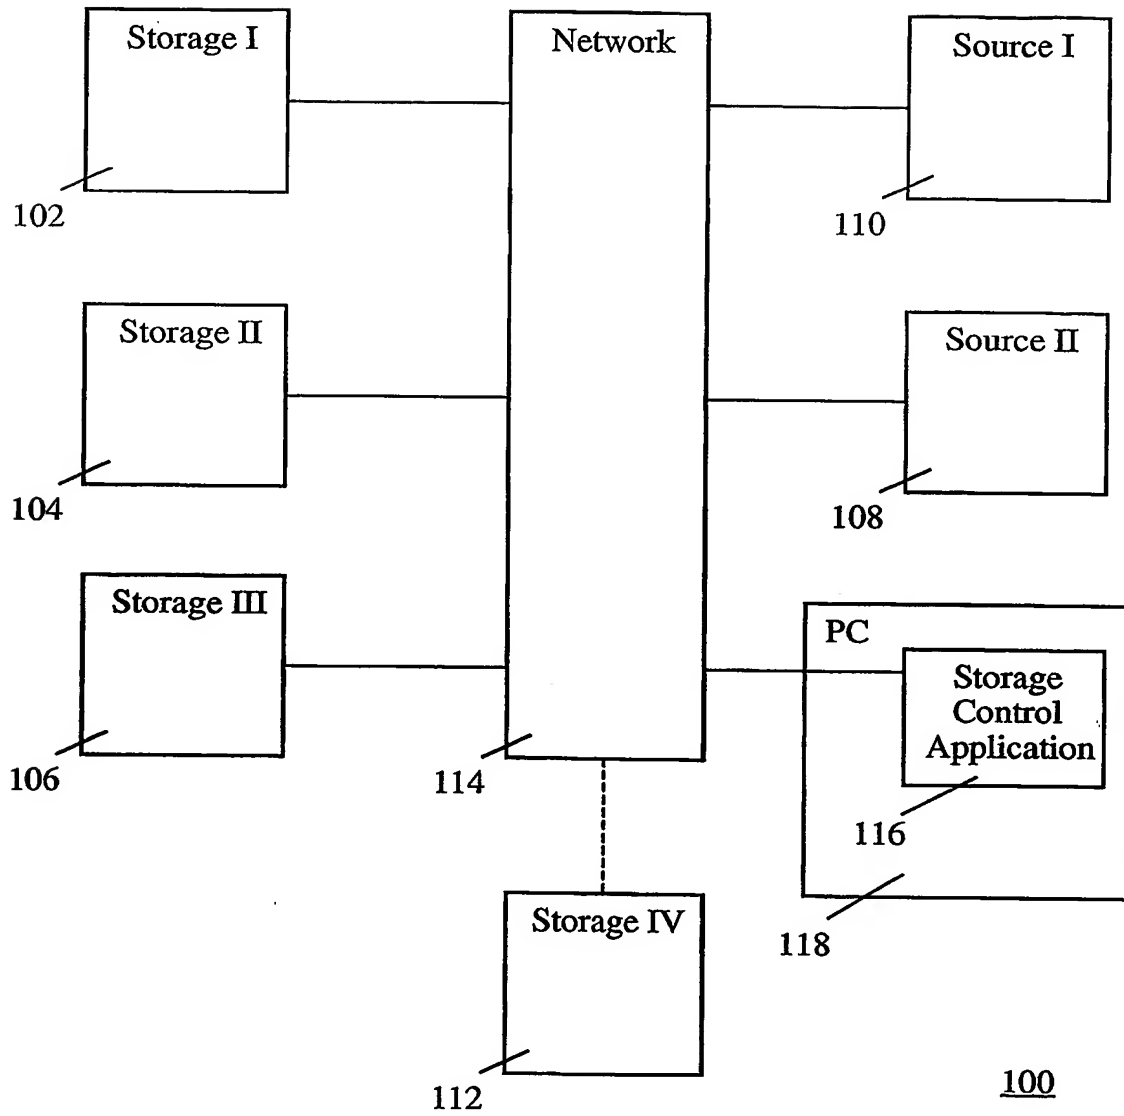 Storage I
Network
Source I
102
110
Storage II
Source II
104
108
Storage III
PC
Storage
Control
Application
106
114
116
Storage IV
118
112
100